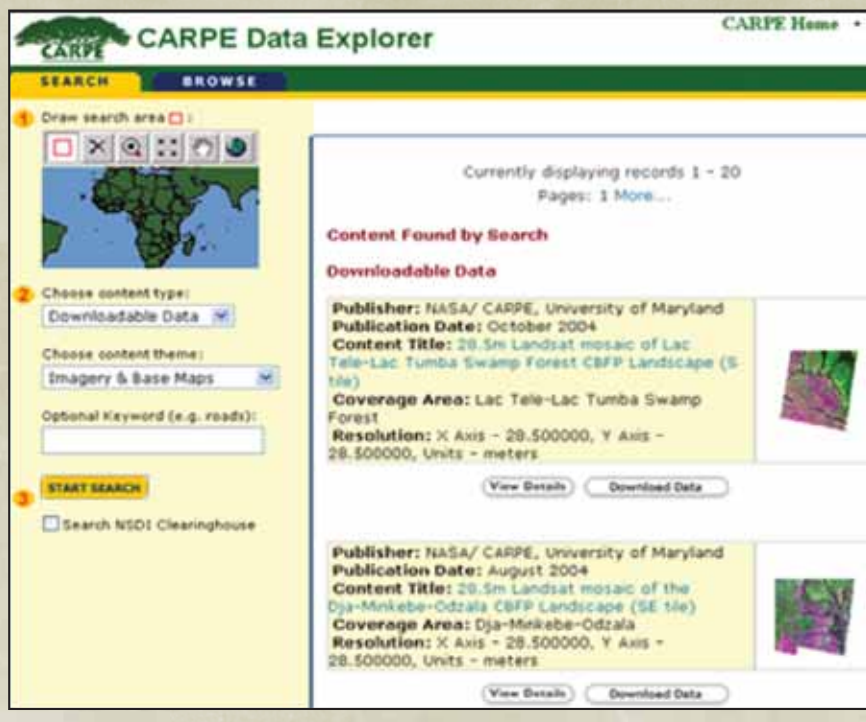 CARPE
CARPE Data Explorer
CARPE Home •
SEARCH
BROWSE
1 Draw search area :
2 Choose content type:
Downloadable Data
Choose content theme:
Imagery & Base Maps
Optional Keyword (e.g. roads):
3 START SEARCH
Search NSDI Clearinghouse
Currently displaying records 1 - 20
Pages: 1 More...
Content Found by Search
Downloadable Data
Publisher: NASA/ CARPE, University of Maryland
Publication Date: October 2004
Content Title: 28.5m Landsat mosaic of Lac
Tele-Lac Tumba Swamp Forest CBFP Landscape (S
tile)
Coverage Area: Lac Tele-Lac Tumba Swamp
Forest
Resolution: X Axis - 28.500000, Y Axis -
28.500000, Units - meters
View Details Download Data
Publisher: NASA/ CARPE, University of Maryland
Publication Date: August 2004
Content Title: 28.5m Landsat mosaic of the
Dja-Minkebe-Odzala CBFP Landscape (SE tile)
Coverage Area: Dja-Minkebe-Odzala
Resolution: X Axis - 28.500000, Y Axis -
28.500000, Units - meters
View Details Download Data